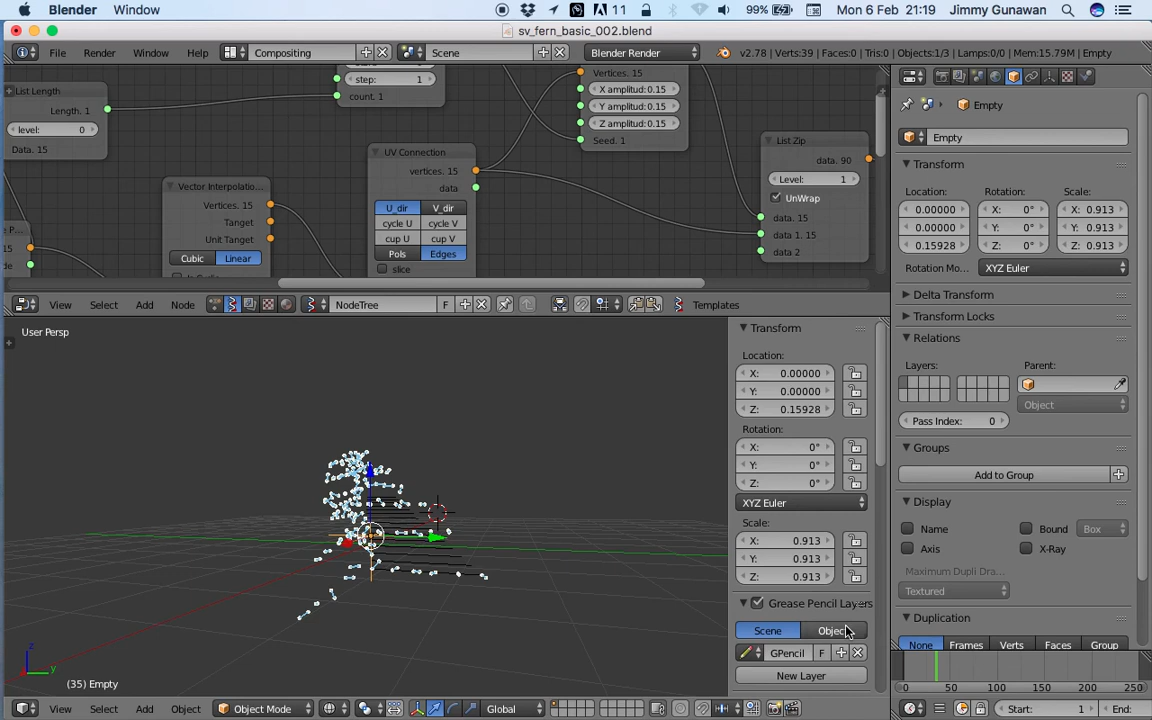 Blender Window 11 99% Mon 6 Feb 21:19 Jimmy Gunawan
sv_fern_basic_002.blend
File Render Window Help Compositing Scene Blender Render v2.78 | Verts:39 | Faces:0 | Tris:0 | Objects:1/3 | Lamps:0/0 | Mem:15.79M | Empty
List Length
Length. 1
level: 0
Data. 15
step: 1
count. 1
Vector Interpolatio...
Vertices. 15
Tanget
Unit Tanget
Cubic Linear
UV Connection
vertices. 15
data
U_dir V_dir
cycle U cycle V
cup U cup V
Pols Edges
slice
Vertices. 15
X amplitud: 0.15
Y amplitud: 0.15
Z amplitud: 0.15
Seed. 1
List Zip
data. 90
Level: 1
UnWrap
data. 15
data 1. 15
data 2
View Select Add Node NodeTree F Templates
User Persp
(35) Empty
Transform
Location:
X: 0.00000
Y: 0.00000
Z: 0.15928
Rotation:
X: 0°
Y: 0°
Z: 0°
XYZ Euler
Scale:
X: 0.913
Y: 0.913
Z: 0.913
Grease Pencil Layers
Scene
GPencil F
New Layer
View Select Add Object Object Mode Global
Empty
Empty
Transform
Location: Rotation: Scale:
0.00000 X: 0° X: 0.913
0.00000 Y: 0° Y: 0.913
0.15928 Z: 0° Z: 0.913
Rotation Mo... XYZ Euler
Delta Transform
Transform Locks
Relations
Layers: Parent:
Object
Pass Index: 0
Groups
Add to Group
Display
Name Bound Box
Axis X-Ray
Maximum Dupli Dra...
Textured
Duplication
None Frames Verts Faces Group
0 50 100 150 200 250
Start: 1 End: